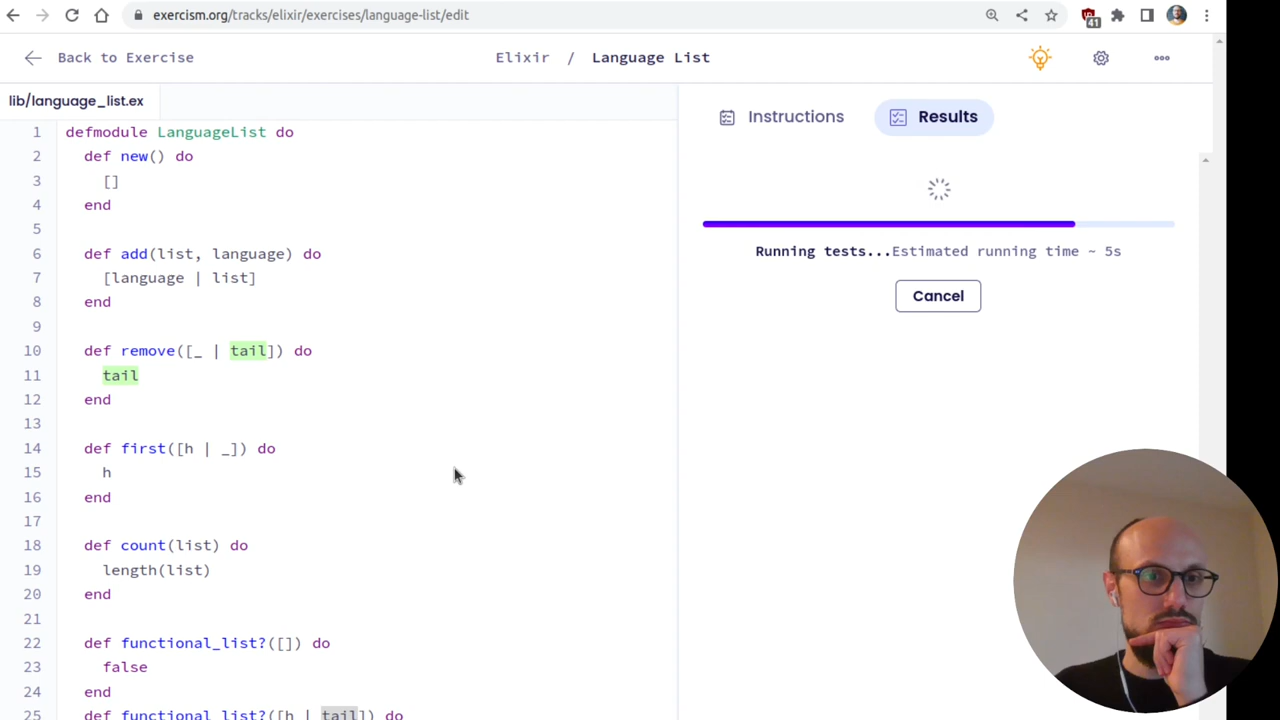 exercism.org/tracks/elixir/exercises/language-list/edit
41
Back to Exercise
Elixir / Language List
lib/language_list.ex
Instructions
Results
1 defmodule LanguageList do
2 def new() do
3 []
4 end
5
6 def add(list, language) do
7 [language | list]
8 end
9
10 def remove([_ | tail]) do
11 tail
12 end
13
14 def first([h | _]) do
15 h
16 end
17
18 def count(list) do
19 length(list)
20 end
21
22 def functional_list?([]) do
23 false
24 end
25 def functional_list?([h | tail]) do
Running tests...Estimated running time ~ 5s
Cancel